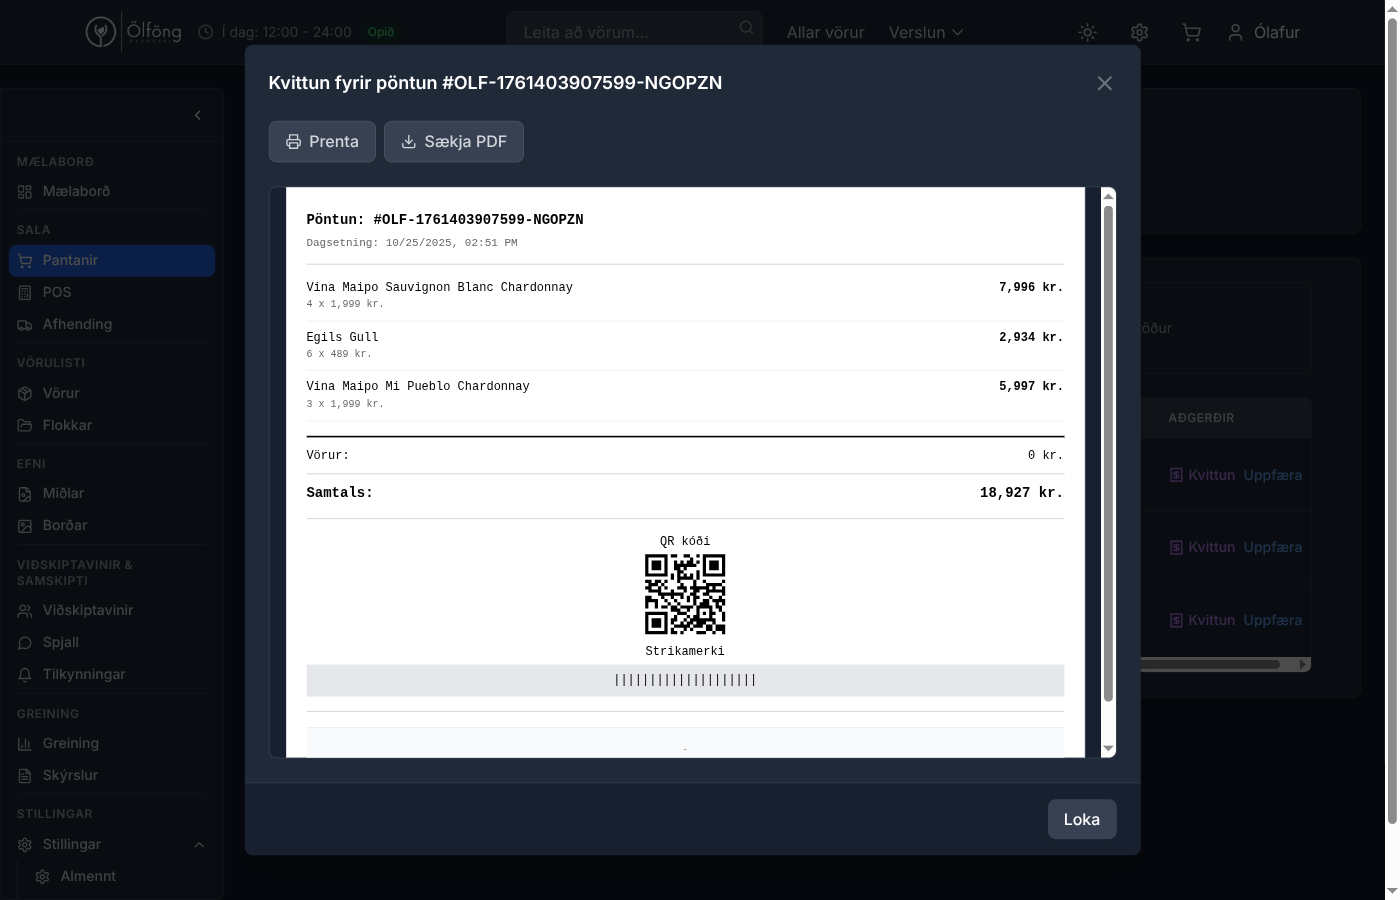 Ölföng
Í dag: 12:00 - 24:00
Opið
Leita að vörum...
Allar vörur
Verslun
Ólafur
MÆLABORÐ
Mælaborð
SALA
Pantanir
POS
Afhending
VÖRULISTI
Vörur
Flokkar
EFNI
Miðlar
Borðar
VIÐSKIPTAVINIR &
SAMSKIPTI
Viðskiptavinir
Spjall
Tilkynningar
GREINING
Greining
Skýrslur
STILLINGAR
Stillingar
Almennt
Kvittun fyrir pöntun #OLF-1761403907599-NGOPZN
Prenta
Sækja PDF
Pöntun: #OLF-1761403907599-NGOPZN
Dagsetning: 10/25/2025, 02:51 PM
Vina Maipo Sauvignon Blanc Chardonnay 7,996 kr.
4 x 1,999 kr.
Egils Gull 2,934 kr.
6 x 489 kr.
Vina Maipo Mi Pueblo Chardonnay 5,997 kr.
3 x 1,999 kr.
Vörur: 0 kr.
Samtals: 18,927 kr.
QR kóði
Strikamerki
||||||||||||||||||||
-
Loka
öður
AÐGERÐIR
Kvittun Uppfæra
Kvittun Uppfæra
Kvittun Uppfæra